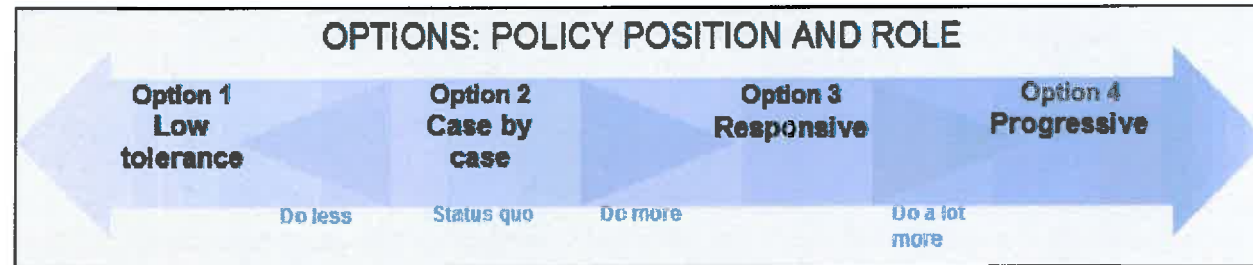 OPTIONS: POLICY POSITION AND ROLE
Option 1
Low
tolerance
Option 2
Case by
case
Option 3
Responsive
Option 4
Progressive
Do less
Status quo
Do more
Do a lot
more